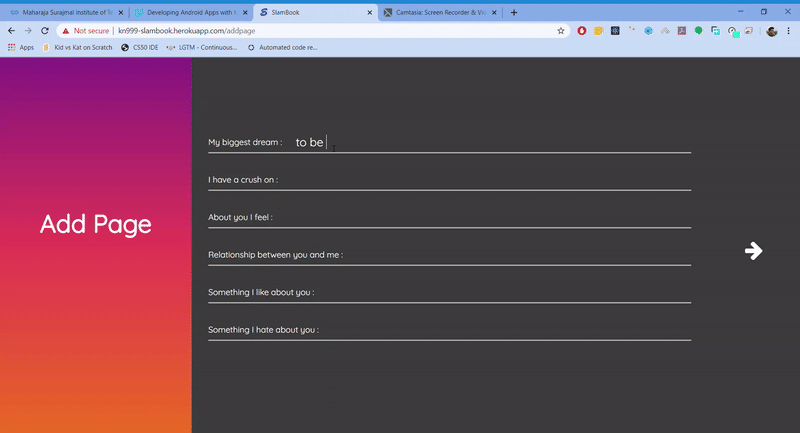 Maharaja Surajmal Institute of Te
Developing Android Apps with
SlamBook
Camtasia: Screen Recorder & Vi
Not secure | kn999-slambook.herokuapp.com/addpage
Apps
Kid vs Kat on Scratch
CS50 IDE
LGTM - Continuous...
Automated code re...
My biggest dream : to be
I have a crush on :
About you I feel :
Add Page
Relationship between you and me :
Something I like about you :
Something I hate about you :